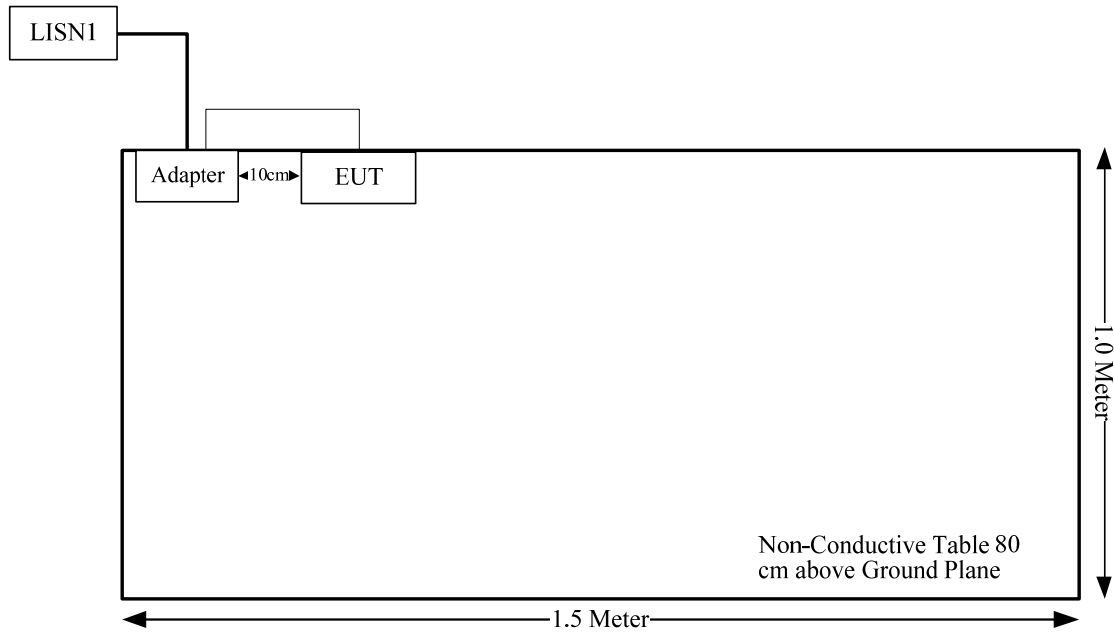 LISN1
Adapter
10cm
EUT
1.0 Meter
Non-Conductive Table 80
cm above Ground Plane
1.5 Meter